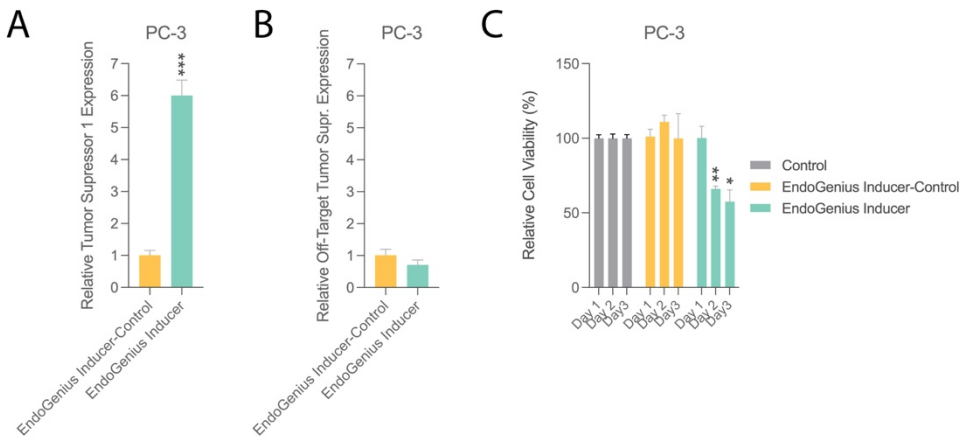 A
PC-3
Relative Tumor Supressor 1 Expression
7
6
5
4
3
2
1
0
***
EndoGenius Inducer-Control
EndoGenius Inducer
B
PC-3
Relative Off-Target Tumor Supr. Expression
7
6
5
4
3
2
1
0
EndoGenius Inducer-Control
EndoGenius Inducer
C
PC-3
Relative Cell Viability (%)
150
100
50
0
**
*
Day 1
Day 2
Day3
Day 1
Day 2
Day3
Day 1
Day 2
Day3
Control
EndoGenius Inducer-Control
EndoGenius Inducer